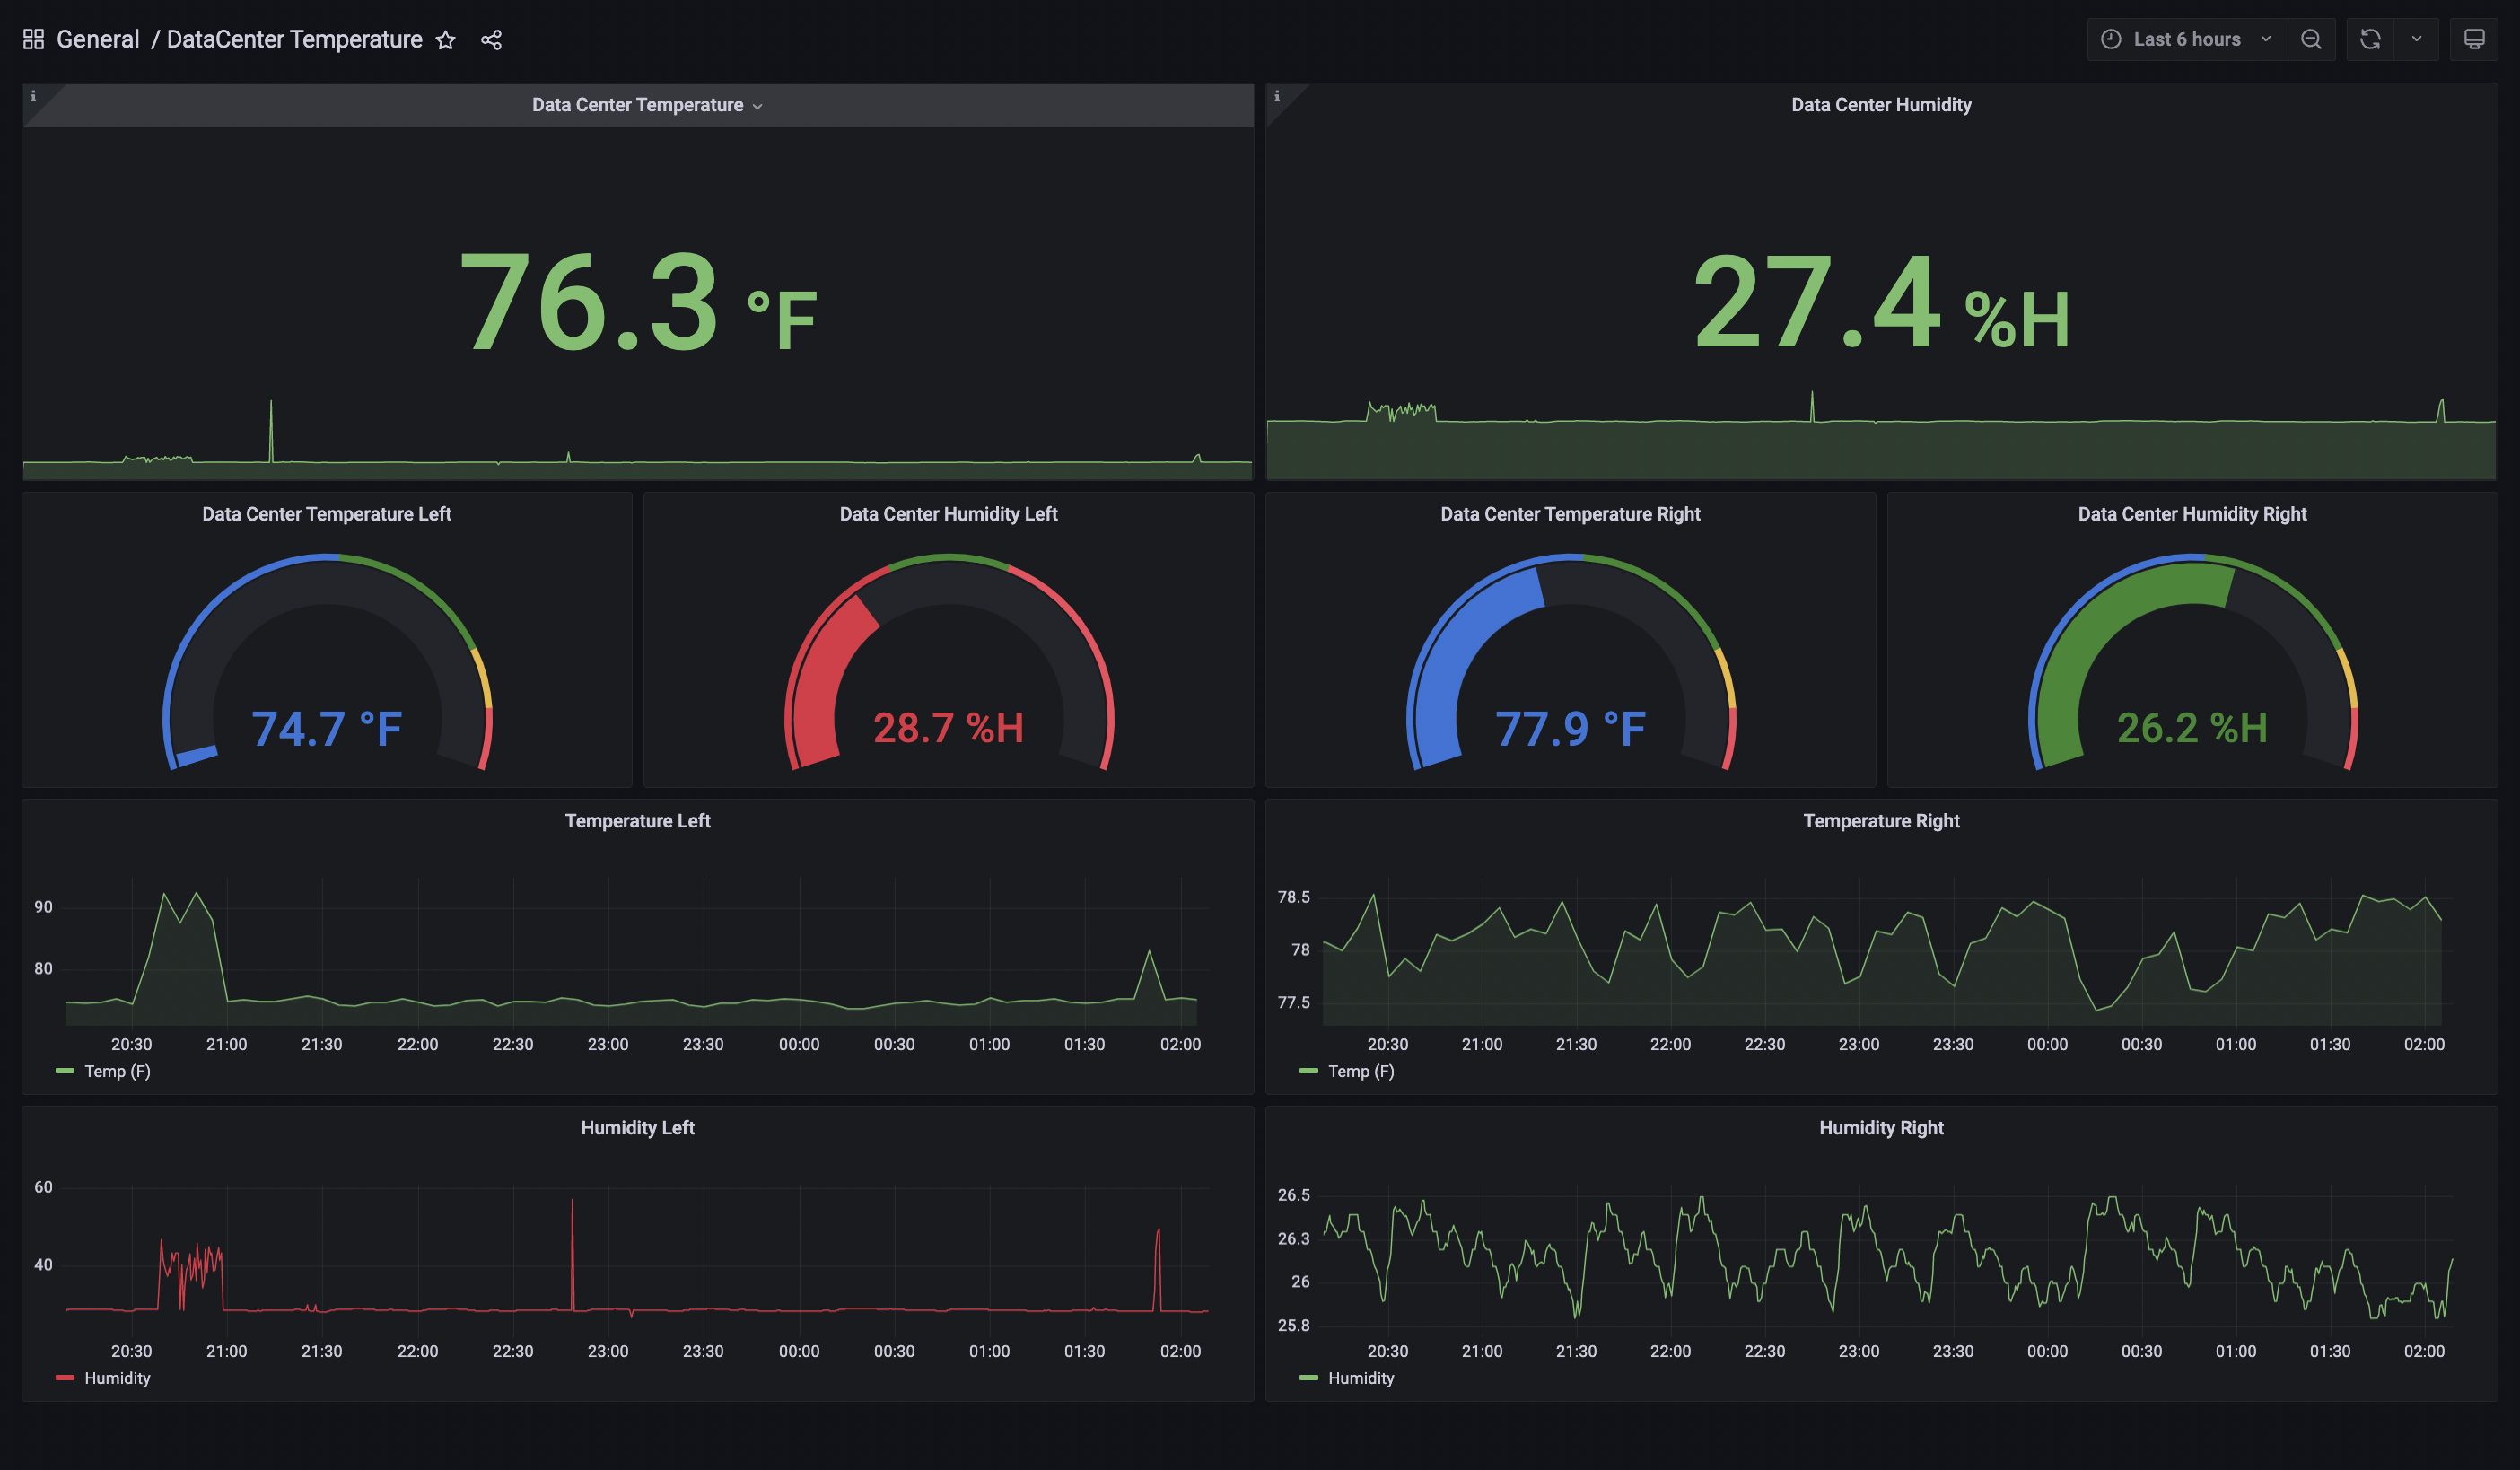 General / DataCenter Temperature
Last 6 hours
i
Data Center Temperature
76.3 °F
i
Data Center Humidity
27.4 %H
Data Center Temperature Left
74.7 °F
Data Center Humidity Left
28.7 %H
Data Center Temperature Right
77.9 °F
Data Center Humidity Right
26.2 %H
Temperature Left
90
80
20:30 21:00 21:30 22:00 22:30 23:00 23:30 00:00 00:30 01:00 01:30 02:00
Temp (F)
Temperature Right
78.5
78
77.5
20:30 21:00 21:30 22:00 22:30 23:00 23:30 00:00 00:30 01:00 01:30 02:00
Temp (F)
Humidity Left
60
40
20:30 21:00 21:30 22:00 22:30 23:00 23:30 00:00 00:30 01:00 01:30 02:00
Humidity
Humidity Right
26.5
26.3
26
25.8
20:30 21:00 21:30 22:00 22:30 23:00 23:30 00:00 00:30 01:00 01:30 02:00
Humidity